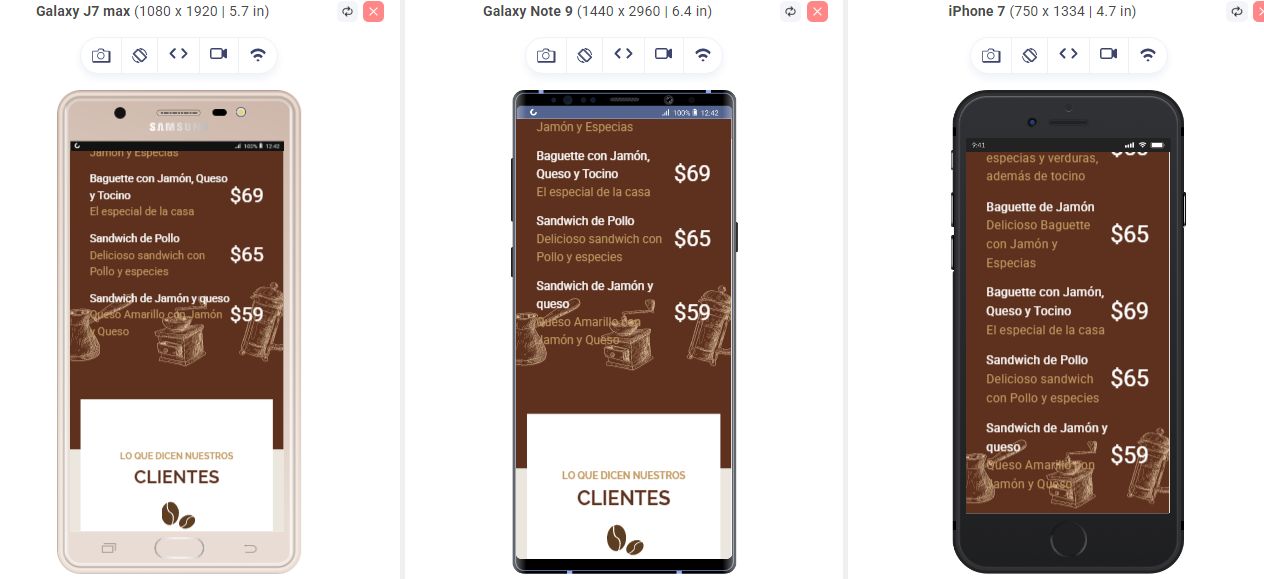 Galaxy J7 max (1080 x 1920 | 5.7 in)
SAMSUNG
100% 12:42
Jamón y Especias
Baguette con Jamón, Queso
y Tocino
$69
El especial de la casa
Sandwich de Pollo
Delicioso sandwich con
$65
Pollo y especies
Sandwich de Jamón y queso
Queso Amarillo con Jamón
$59
y Queso
LO QUE DICEN NUESTROS
CLIENTES
Galaxy Note 9 (1440 x 2960 | 6.4 in)
100% 12:42
Jamón y Especias
Baguette con Jamón,
Queso y Tocino
$69
El especial de la casa
Sandwich de Pollo
Delicioso sandwich con
$65
Pollo y especies
Sandwich de Jamón y
queso
$59
Queso Amarillo con
Jamón y Queso
LO QUE DICEN NUESTROS
CLIENTES
iPhone 7 (750 x 1334 | 4.7 in)
9:41
especias y verduras,
además de tocino
Baguette de Jamón
Delicioso Baguette
$65
con Jamón y
Especias
Baguette con Jamón,
Queso y Tocino
$69
El especial de la casa
Sandwich de Pollo
Delicioso sandwich
$65
con Pollo y especies
Sandwich de Jamón y
queso
$59
Queso Amarillo con
Jamón y Queso